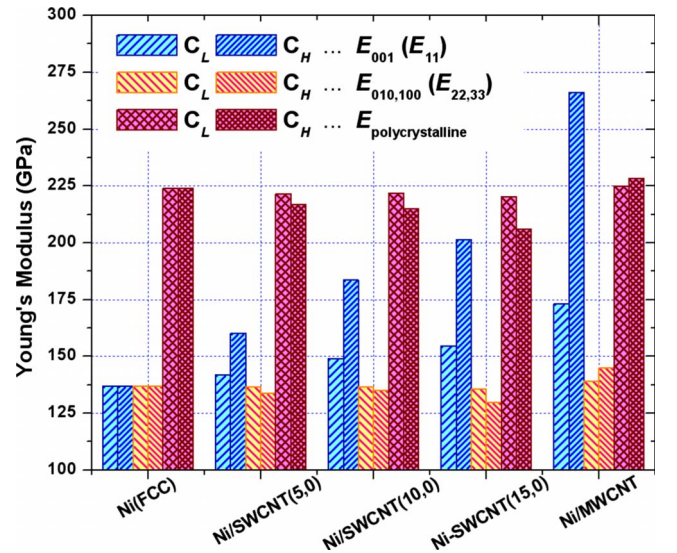 Young's Modulus (GPa)
300
275
250
225
200
175
150
125
100
C_L C_H ... E_001 (E_11)
C_L C_H ... E_010,100 (E_22,33)
C_L C_H ... E_polycrystalline
Ni(FCC)
Ni/SWCNT(5,0)
Ni/SWCNT(10,0)
Ni-SWCNT(15,0)
Ni/MWCNT